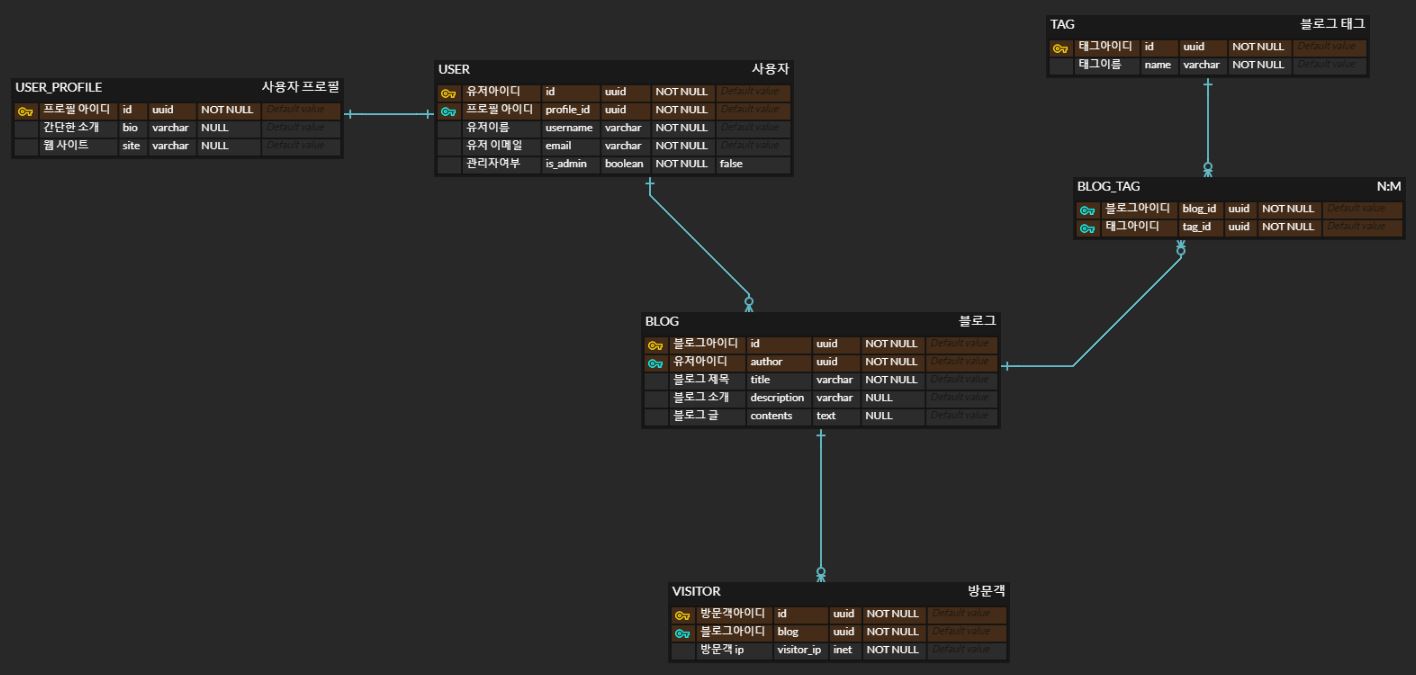 USER_PROFILE 사용자 프로필
프로필 아이디 id uuid NOT NULL Default value
간단한 소개 bio varchar NULL Default value
웹 사이트 site varchar NULL Default value
USER 사용자
유저아이디 id uuid NOT NULL Default value
프로필 아이디 profile_id uuid NOT NULL Default value
유저이름 username varchar NOT NULL Default value
유저 이메일 email varchar NOT NULL Default value
관리자여부 is_admin boolean NOT NULL false
TAG 블로그 태그
태그아이디 id uuid NOT NULL Default value
태그이름 name varchar NOT NULL Default value
BLOG_TAG N:M
블로그아이디 blog_id uuid NOT NULL Default value
태그아이디 tag_id uuid NOT NULL Default value
BLOG 블로그
블로그아이디 id uuid NOT NULL Default value
유저아이디 author uuid NOT NULL Default value
블로그 제목 title varchar NOT NULL Default value
블로그 소개 description varchar NULL Default value
블로그 글 contents text NULL Default value
VISITOR 방문객
방문객아이디 id uuid NOT NULL Default value
블로그아이디 blog uuid NOT NULL Default value
방문객 ip visitor_ip inet NOT NULL Default value